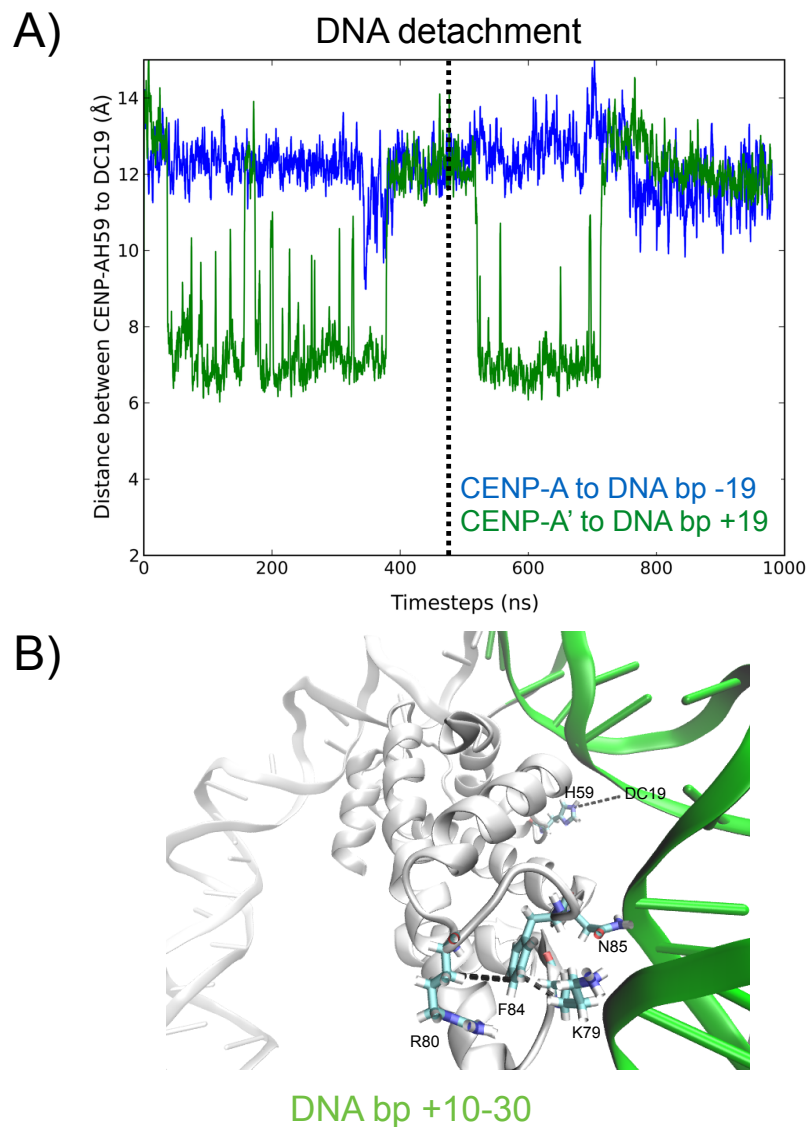 A)
DNA detachment
Distance between CENP-AH59 to DC19 (Å)
14
12
10
8
6
4
2
CENP-A to DNA bp -19
CENP-A' to DNA bp +19
0
200
400
600
800
1000
Timesteps (ns)
B)
H59
DC19
N85
F84
K79
R80
DNA bp +10-30